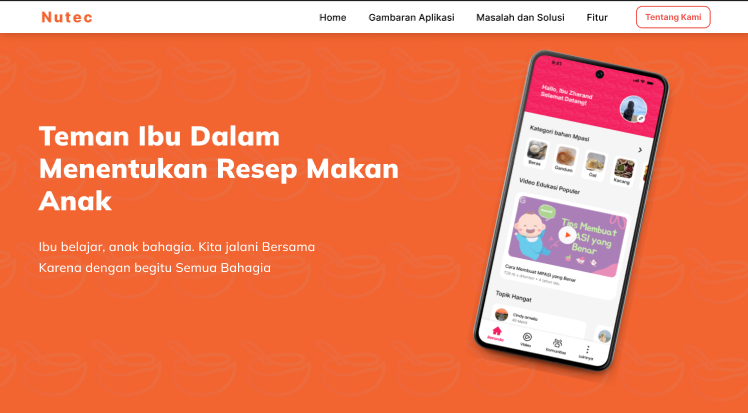 Nutec
Home
Gambaran Aplikasi
Masalah dan Solusi
Fitur
Tentang Kami
Teman Ibu Dalam
Menentukan Resep Makan
Anak
Ibu belajar, anak bahagia. Kita jalani Bersama
Karena dengan begitu Semua Bahagia
9:41
Hallo, Ibu Zharand
Selamat Datang!
Kategori bahan Mpasi
Beras
Gandum
Oat
Kacang
Video Edukasi Populer
Tips Membuat
MPASI yang
Benar
Cara Membuat MPASI yang Benar
Topik Hangat
Cindy amelia
Beranda
Video
Komunitas
Lainnya